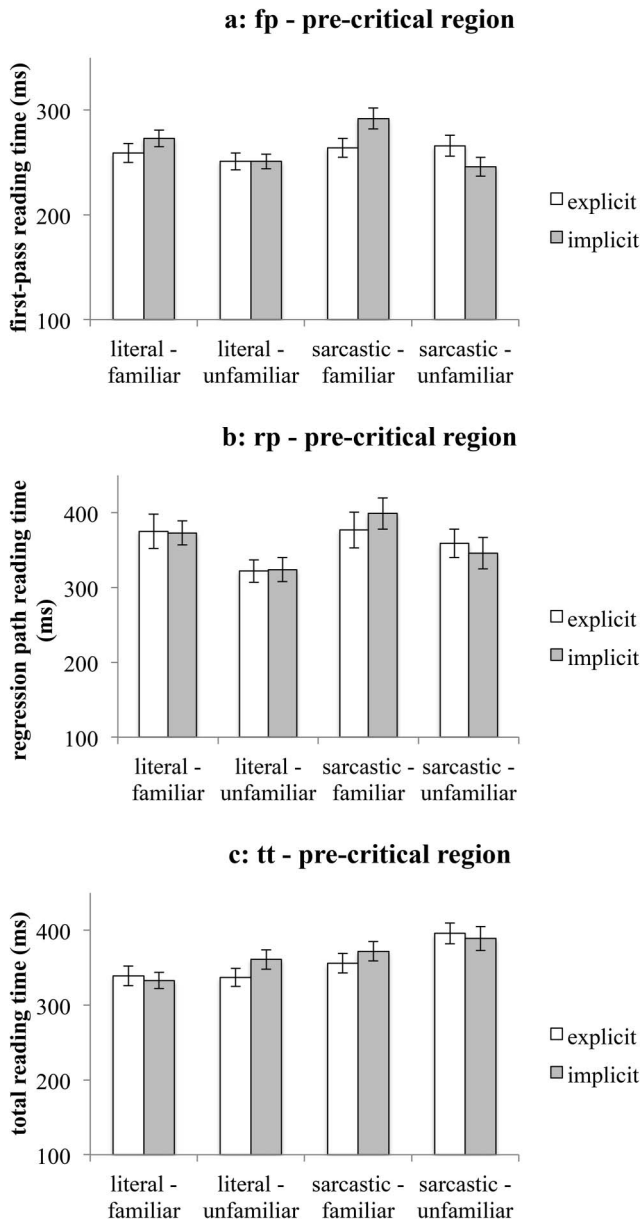 a: fp - pre-critical region
first-pass reading time (ms)
300
200
100
explicit
implicit
literal - familiar
literal - unfamiliar
sarcastic - familiar
sarcastic - unfamiliar
b: rp - pre-critical region
regression path reading time
(ms)
400
300
200
100
explicit
implicit
literal - familiar
literal - unfamiliar
sarcastic - familiar
sarcastic - unfamiliar
c: tt - pre-critical region
total reading time (ms)
400
300
200
100
explicit
implicit
literal - familiar
literal - unfamiliar
sarcastic - familiar
sarcastic - unfamiliar